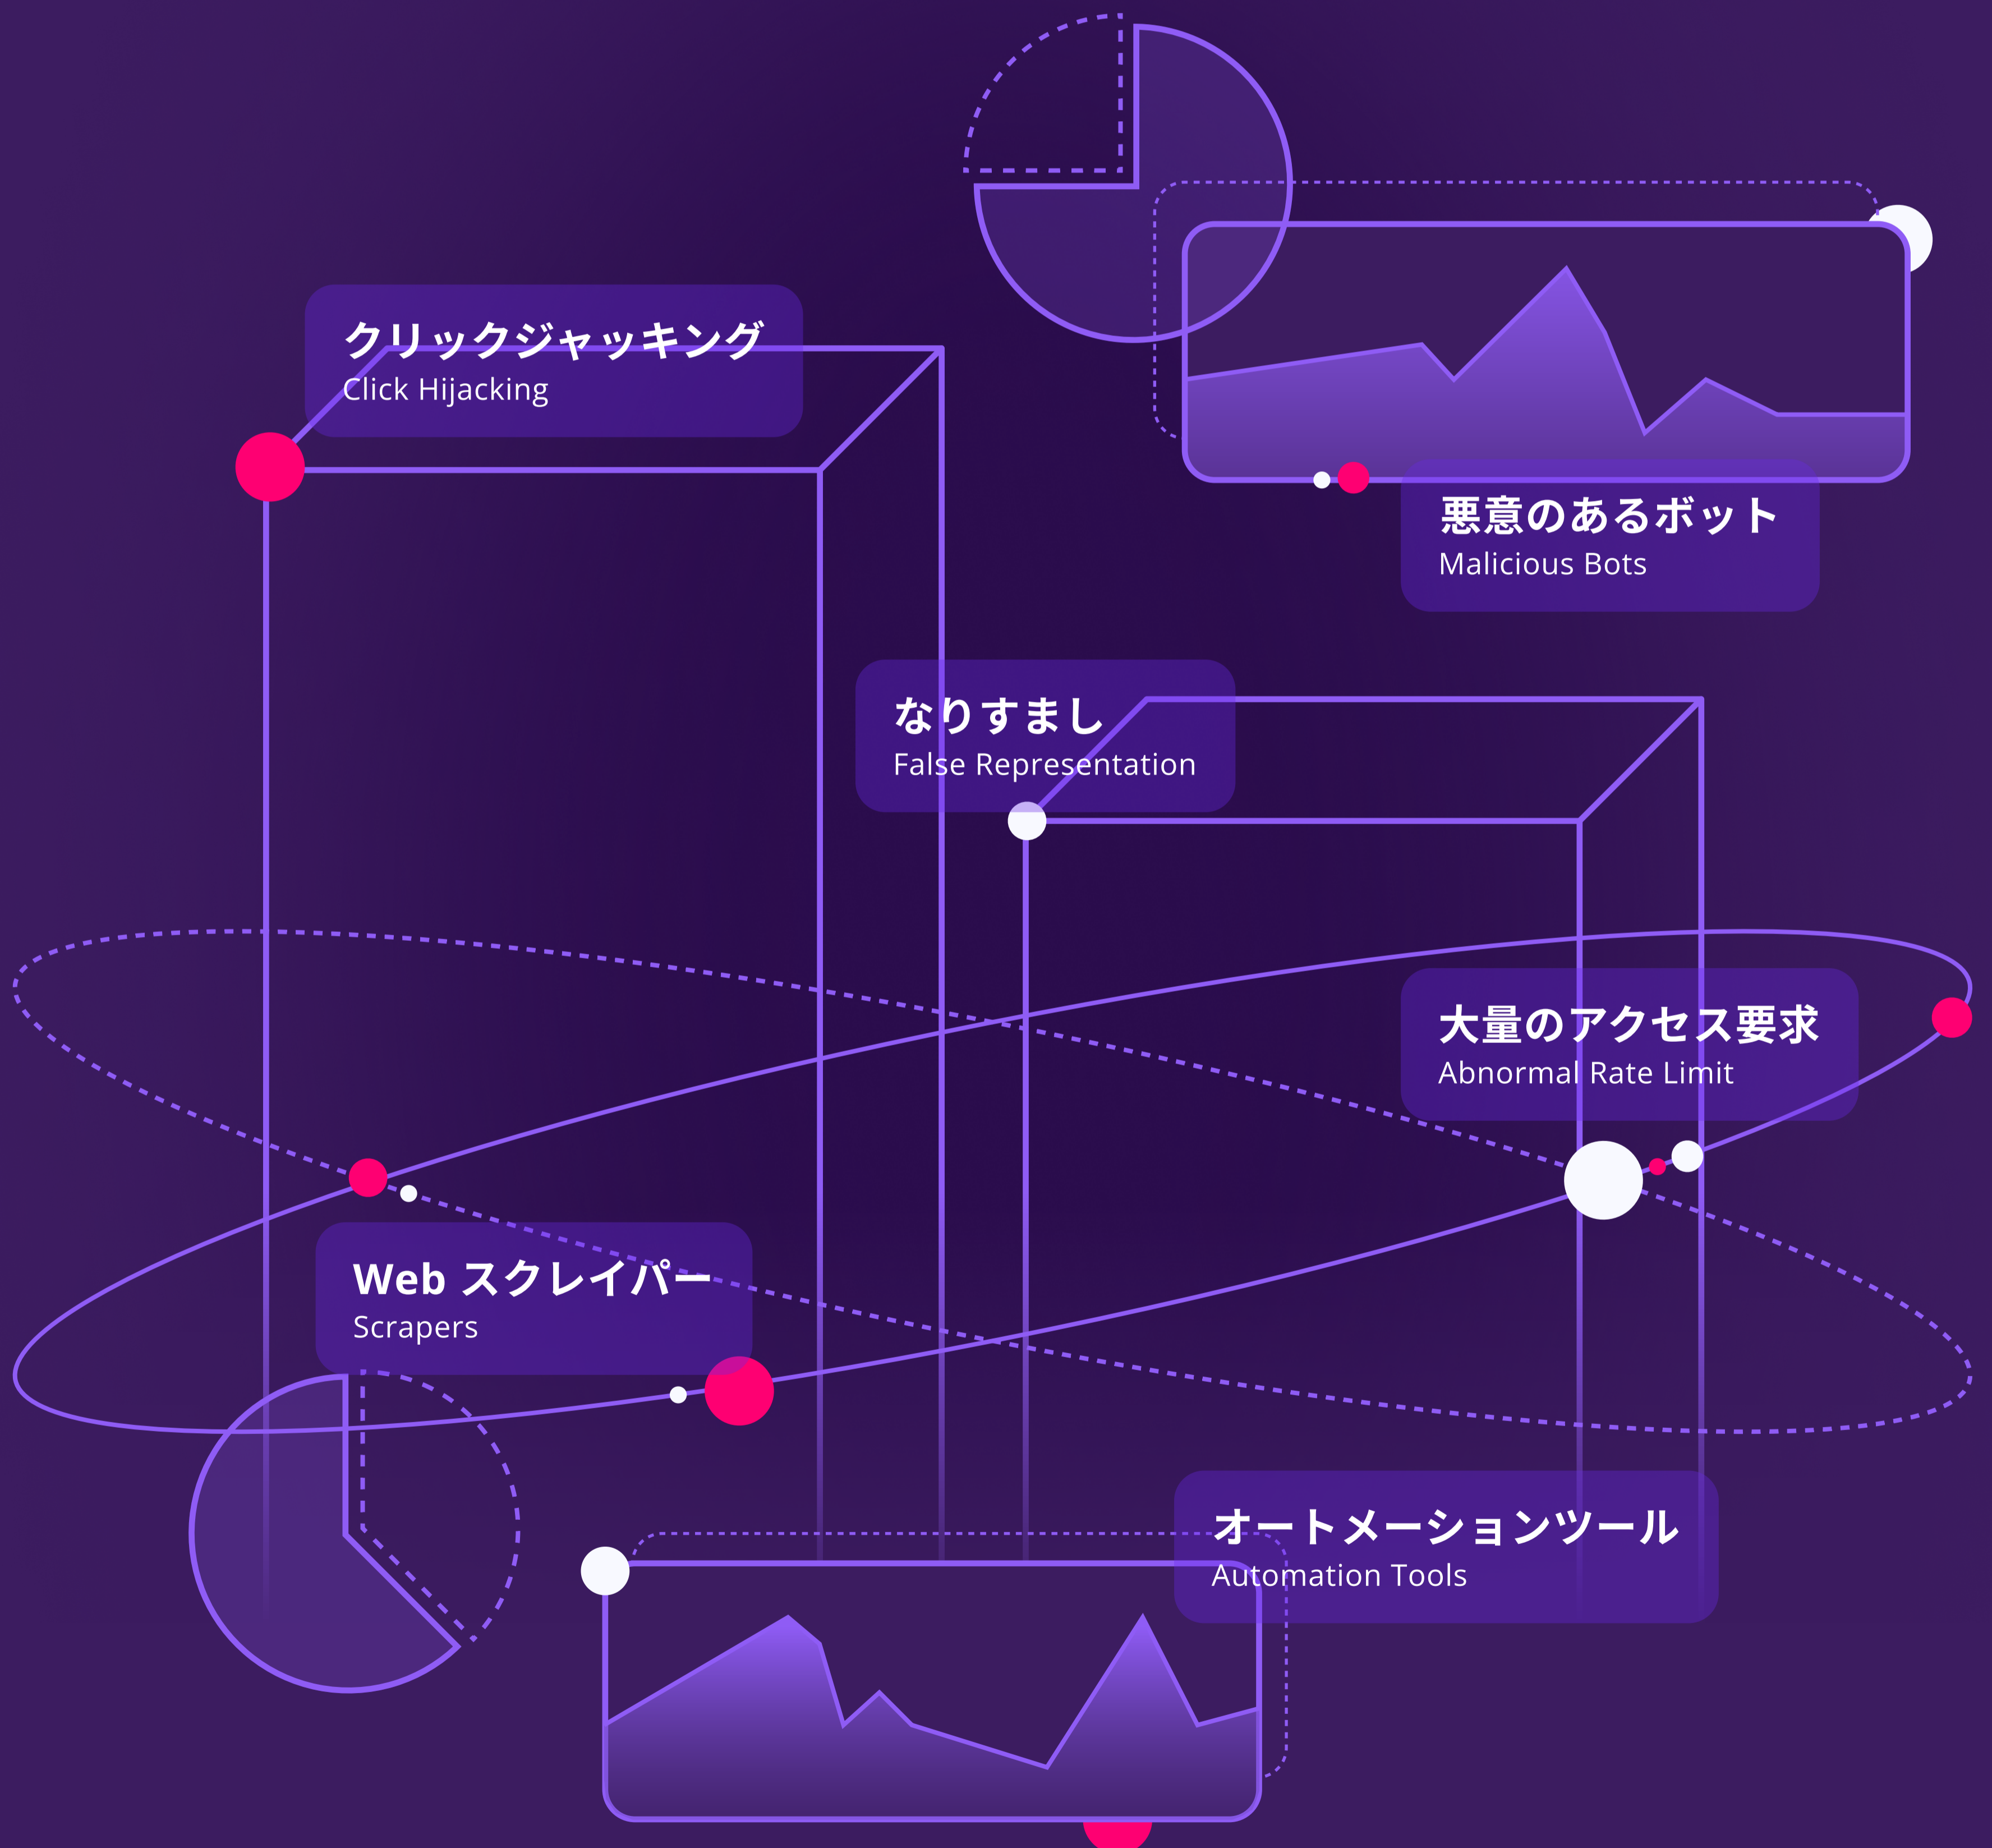 クリックジャッキング
Click Hijacking
悪意のあるボット
Malicious Bots
なりすまし
False Representation
大量のアクセス要求
Abnormal Rate Limit
Web スクレイパー
Scrapers
オートメーションツール
Automation Tools